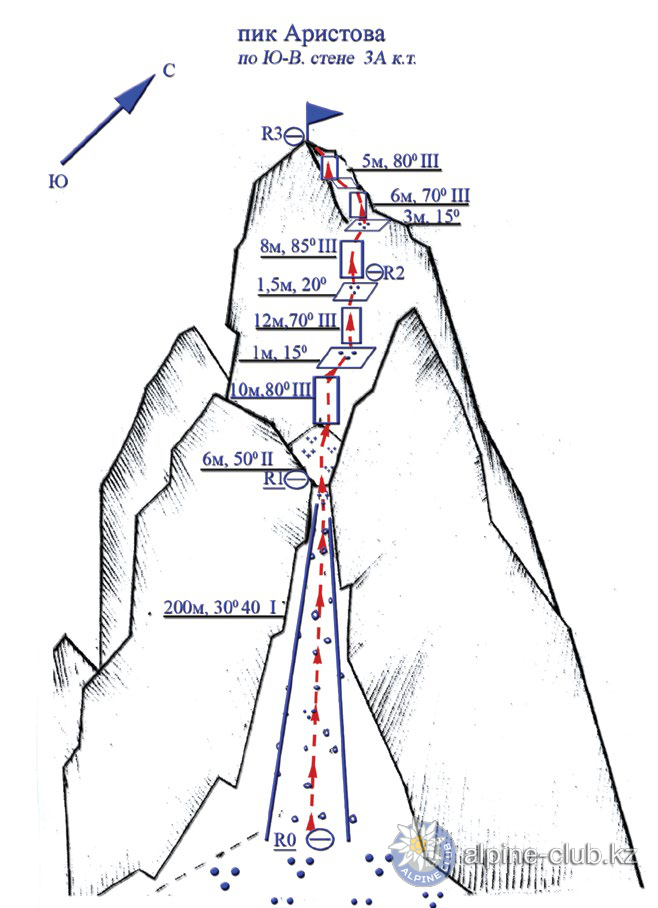 пик Аристова
по Ю-В. стене 3А к.т.
С
Ю
R3
5м, 80⁰ III
6м, 70⁰ III
3м, 15⁰
8м, 85⁰ III
R2
1,5м, 20⁰
12м,70⁰ III
1м, 15⁰
10м,80⁰ III
6м, 50⁰ II
R1
200м, 30⁰ 40 I
R0
alpine-club.kz
ALPINE CLUB